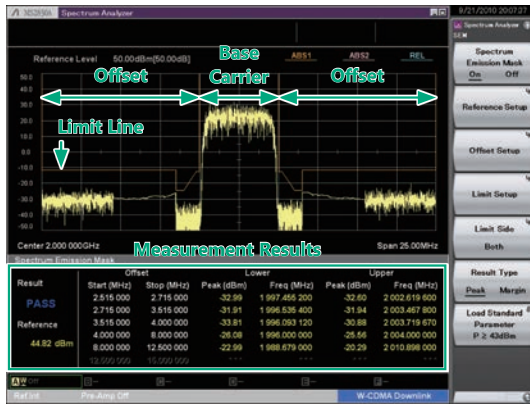 MS2830A Spectrum Analyzer
9/21/2010 20:07:37
Spectrum Analyzer
SEM
Reference Level 50.00dBm[50.00dB]
ABS1 ABS2 REL
Spectrum
Emission Mask
On Off
Reference Setup
Offset Setup
Limit Setup
Limit Side
Both
Result Type
Peak Margin
Load Standard
Parameter
P ≥ 43dBm
Base
Carrier
Offset
Offset
Limit Line
50.0
40.0
30.0
20.0
10.0
0.0
-10.0
-20.0
-30.0
-40.0
-50.0
Center 2.000 000GHz
Span 25.00MHz
Measurement Results
Spectrum Emission Mask
Offset Lower Upper
Result Start (MHz) Stop (MHz) Peak (dBm) Freq (MHz) Peak (dBm) Freq (MHz)
PASS
Reference
44.82 dBm
2.515 000 2.715 000 -32.99 1 997.455 200 -32.60 2 002.619 600
2.715 000 3.515 000 -31.91 1 996.535 400 -31.94 2 003.467 800
3.515 000 4.000 000 -33.81 1 996.093 120 -30.88 2 003.719 670
4.000 000 8.000 000 -26.08 1 996.000 000 -25.56 2 004.000 000
8.000 000 12.500 000 -22.99 1 988.679 000 -20.29 2 010.898 000
12.500 000 15.000 000 --- --- --- ---
Off
Ref.Int Pre-Amp Off
W-CDMA Downlink